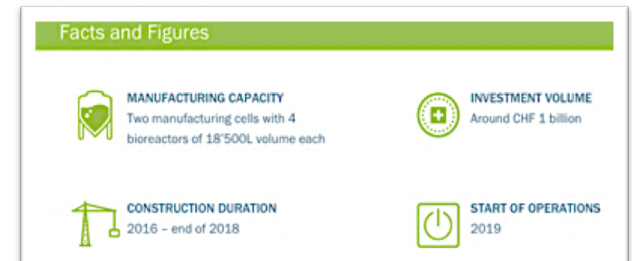 Facts and Figures
MANUFACTURING CAPACITY
Two manufacturing cells with 4
bioreactors of 18'500L volume each
INVESTMENT VOLUME
Around CHF 1 billion
CONSTRUCTION DURATION
2016 – end of 2018
START OF OPERATIONS
2019